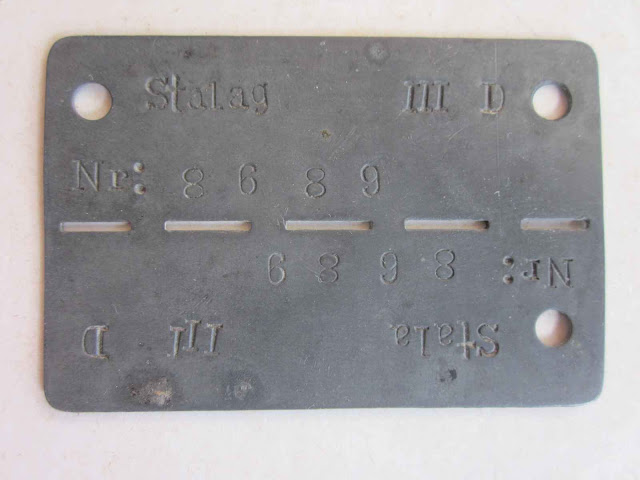 Stalag III D
Nr: 8689
Nr: 8689
Stala III D